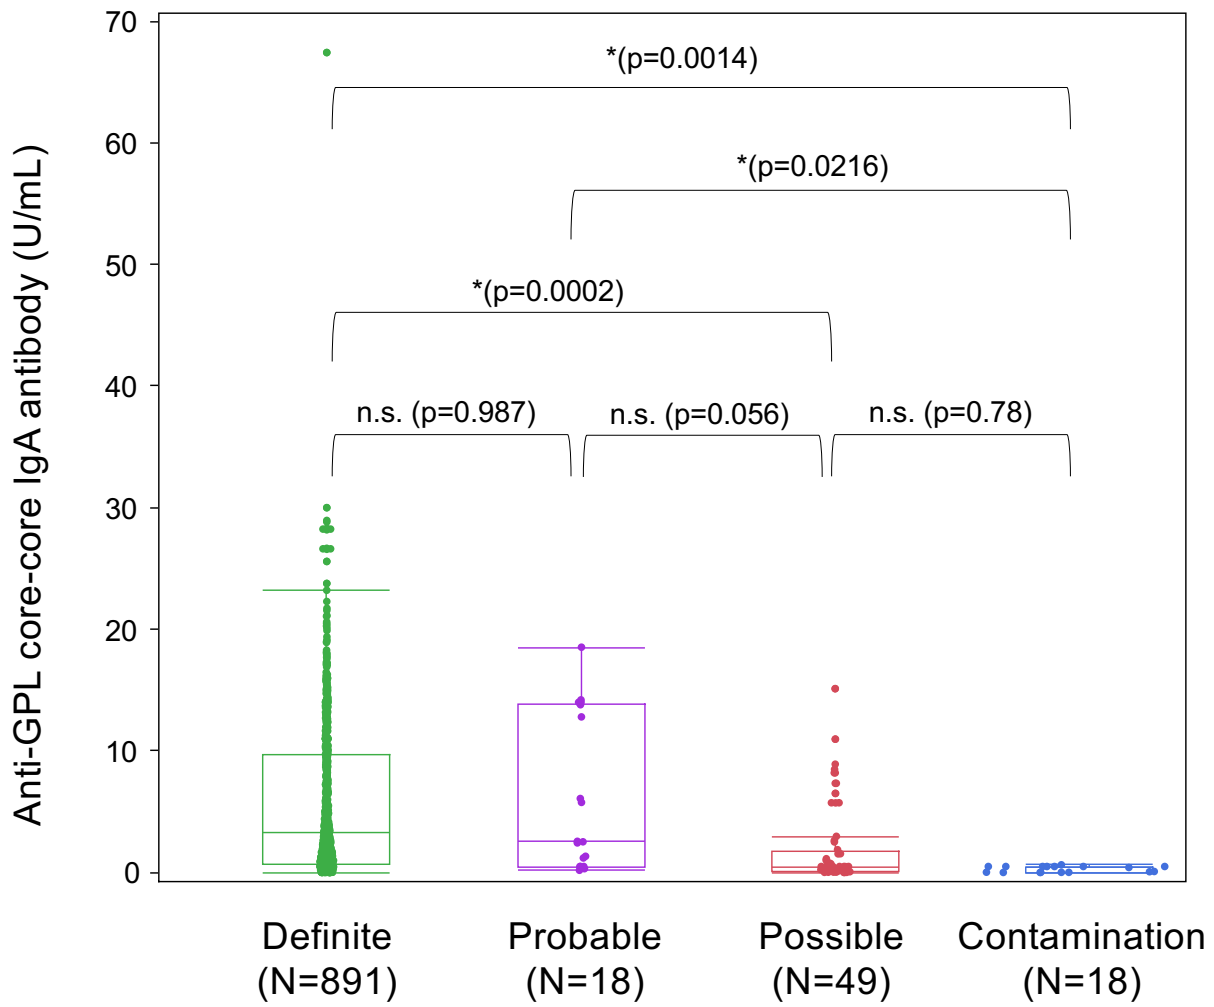 Anti-GPL core-core IgA antibody (U/mL)
70
60
50
40
30
20
10
0
*(p=0.0014)
*(p=0.0216)
*(p=0.0002)
n.s. (p=0.987)
n.s. (p=0.056)
n.s. (p=0.78)
Definite
(N=891)
Probable
(N=18)
Possible
(N=49)
Contamination
(N=18)